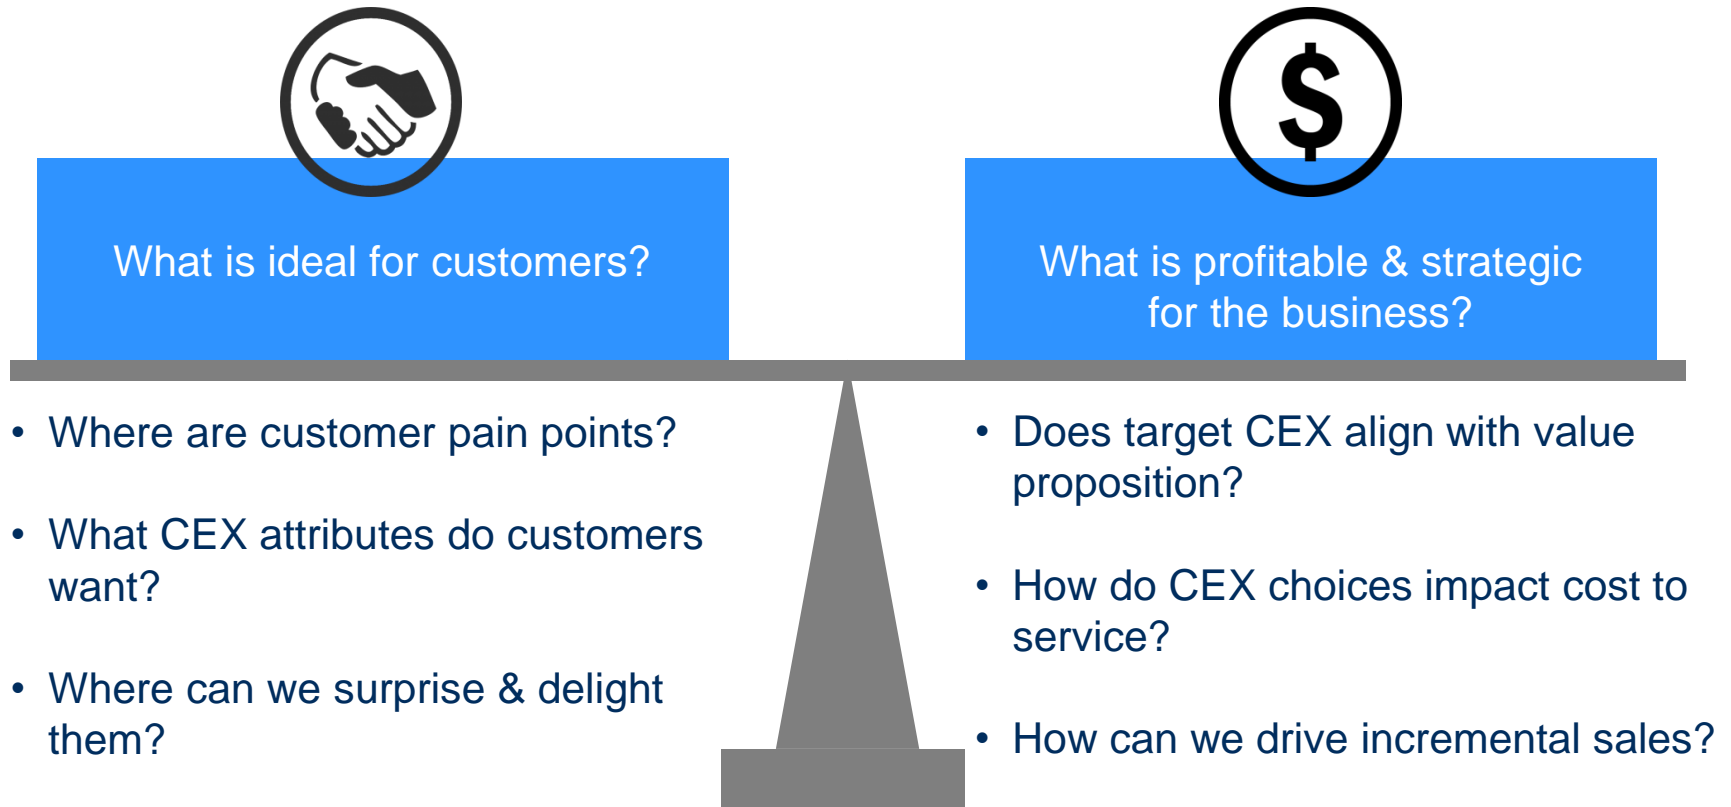 $
What is ideal for customers?
• Where are customer pain points?
• What CEX attributes do customers
want?
• Where can we surprise & delight
them?
What is profitable & strategic
for the business?
• Does target CEX align with value
proposition?
• How do CEX choices impact cost to
service?
• How can we drive incremental sales?